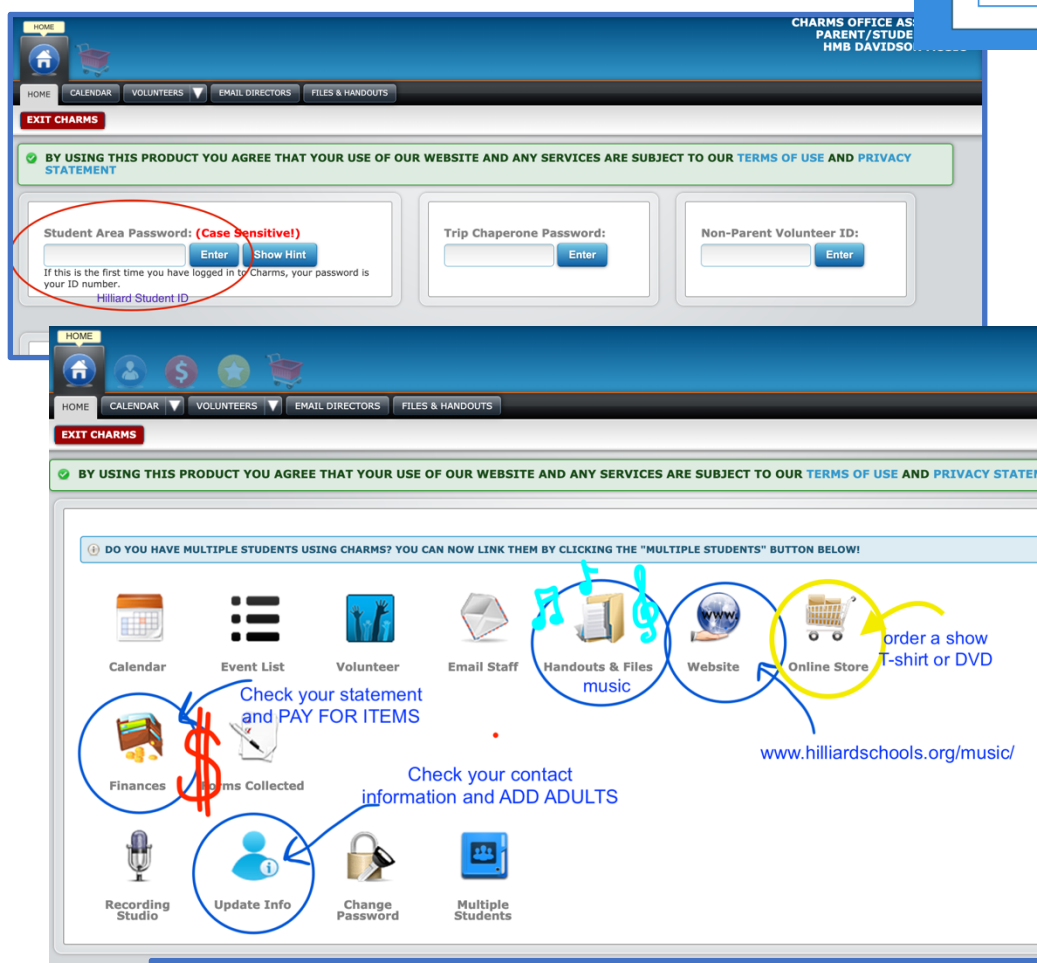 HOME
CHARMS OFFICE
PARENT/
HMB
HOME CALENDAR VOLUNTEERS EMAIL DIRECTORS FILES & HANDOUTS
EXIT CHARMS
BY USING THIS PRODUCT YOU AGREE THAT YOUR USE OF OUR WEBSITE AND ANY SERVICES ARE SUBJECT TO OUR TERMS OF USE AND PRIVACY
STATEMENT
Student Area Password: (Case Sensitive!)
Enter Show Hint
If this is the first time you have logged in to Charms, your password is
your ID number.
Hilliard Student ID
Trip Chaperone Password:
Enter
Non-Parent Volunteer ID:
Enter
HOME
$
HOME CALENDAR VOLUNTEERS EMAIL DIRECTORS FILES & HANDOUTS
EXIT CHARMS
BY USING THIS PRODUCT YOU AGREE THAT YOUR USE OF OUR WEBSITE AND ANY SERVICES ARE SUBJECT TO OUR TERMS OF USE AND PRIVACY
DO YOU HAVE MULTIPLE STUDENTS USING CHARMS? YOU CAN NOW LINK THEM BY CLICKING THE "MULTIPLE STUDENTS" BUTTON BELOW!
www.
Calendar Event List Volunteer Email Staff Handouts & Files Website Online Store
music
order a show
T-shirt or DVD
Check your statement
and PAY FOR ITEMS
$
www.hilliardschools.org/music/
Finances Forms Collected
Check your contact
information and ADD ADULTS
Recording
Studio
Update Info
Change
Password
Multiple
Students